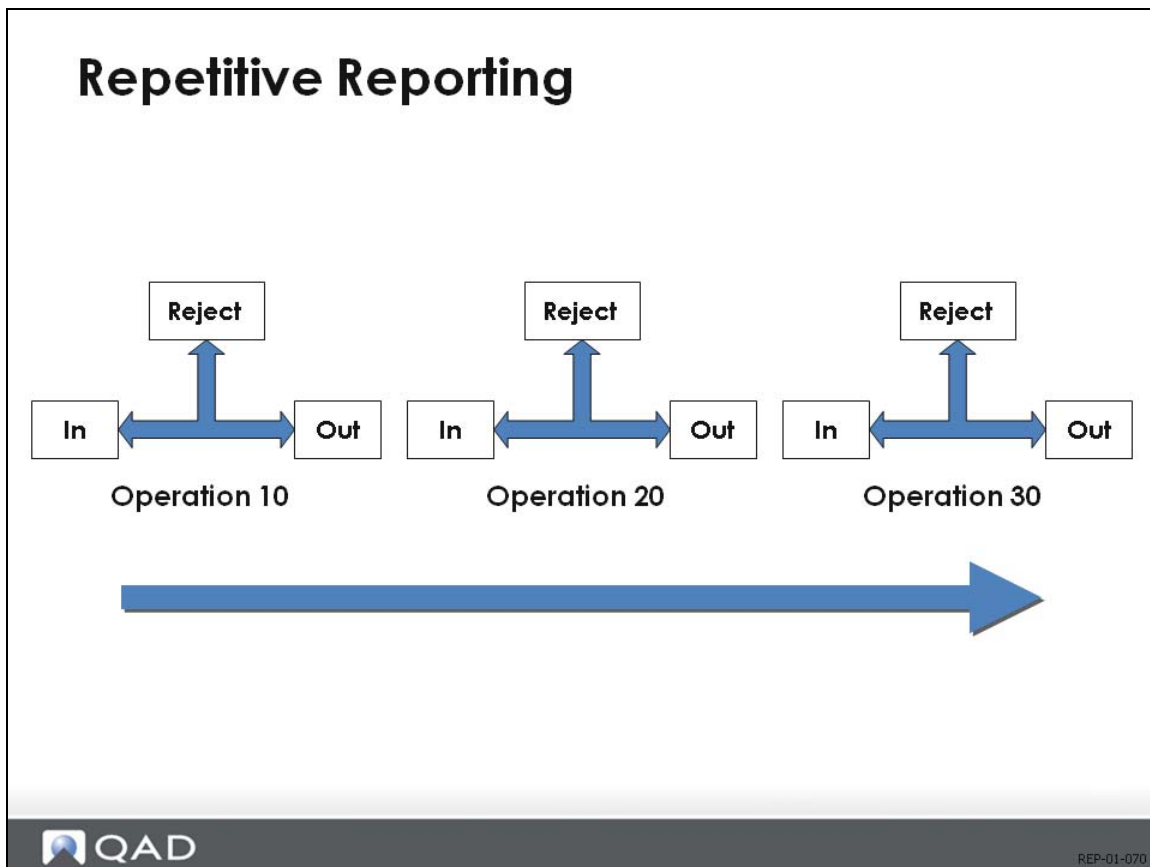 Repetitive Reporting
Reject
Reject
Reject
In
Out
In
Out
In
Out
Operation 10
Operation 20
Operation 30
QAD
REP-01-070